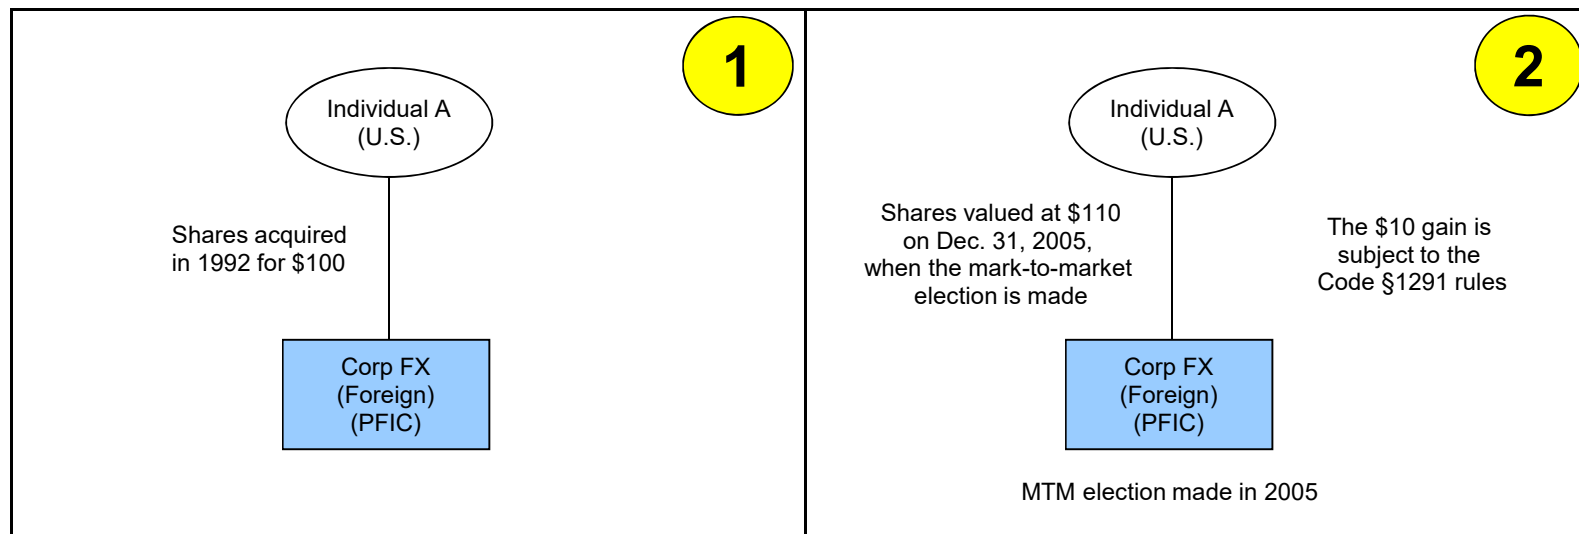 1
Individual A
(U.S.)
Shares acquired
in 1992 for $100
Corp FX
(Foreign)
(PFIC)
2
Individual A
(U.S.)
Shares valued at $110
on Dec. 31, 2005,
when the mark-to-market
election is made
The $10 gain is
subject to the
Code §1291 rules
Corp FX
(Foreign)
(PFIC)
MTM election made in 2005